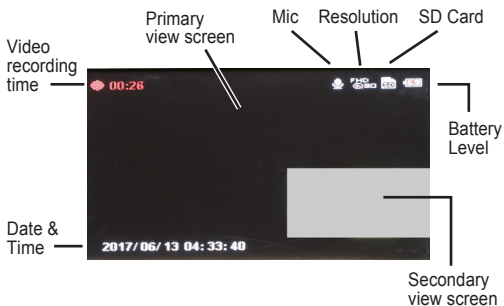 Video
recording
time
Primary
view screen
Mic
Resolution
SD Card
00:26
FHD
Battery
Level
Date &
Time
2017/06/13 04:33:40
Secondary
view screen